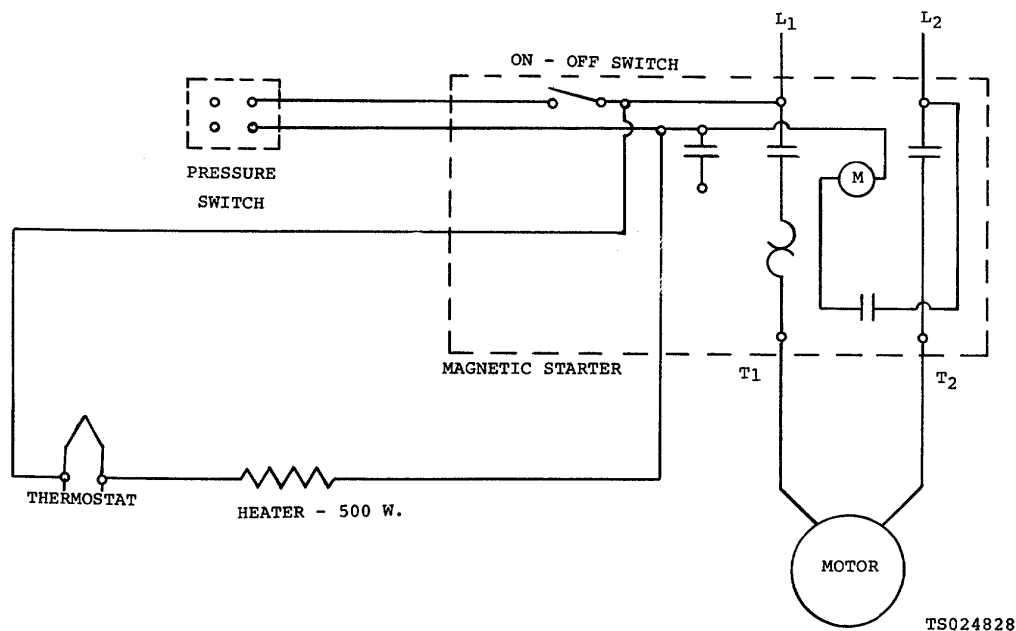 L1
L2
ON - OFF SWITCH
PRESSURE
SWITCH
M
MAGNETIC STARTER
T1
T2
THERMOSTAT
HEATER - 500 W.
MOTOR
TS024828